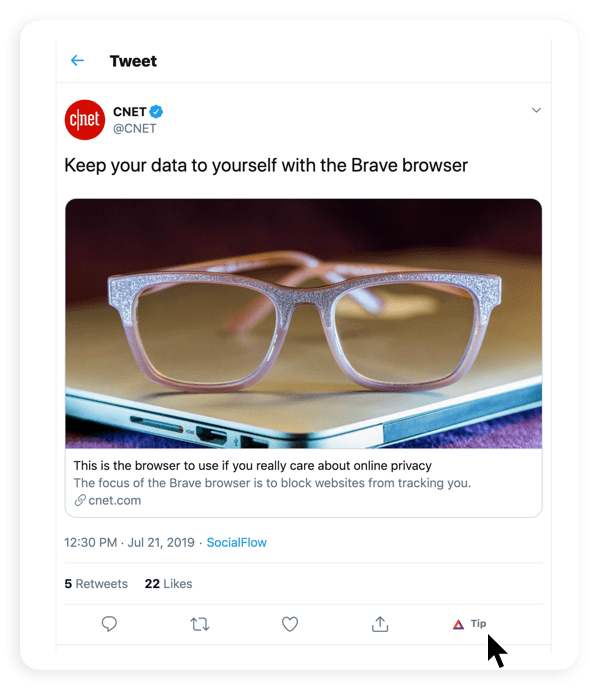 Tweet
c|net
CNET
@CNET
Keep your data to yourself with the Brave browser
HDMI
This is the browser to use if you really care about online privacy
The focus of the Brave browser is to block websites from tracking you.
cnet.com
12:30 PM · Jul 21, 2019 · SocialFlow
5 Retweets 22 Likes
Tip